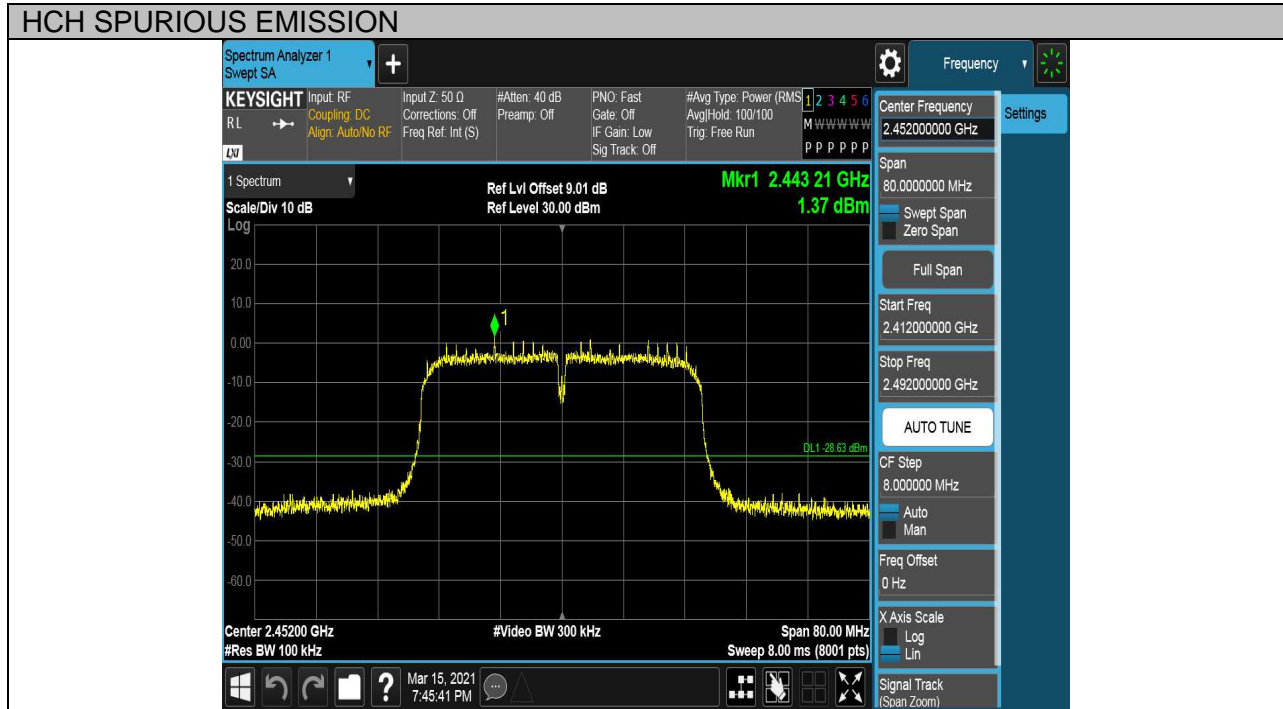 HCH SPURIOUS EMISSION
Spectrum Analyzer 1
Swept SA
+
Frequency
KEYSIGHT
RL
LXI
Input: RF
Coupling: DC
Align: Auto/No RF
Input Z: 50 Ω
Corrections: Off
Freq Ref: Int (S)
#Atten: 40 dB
Preamp: Off
PNO: Fast
Gate: Off
IF Gain: Low
Sig Track: Off
#Avg Type: Power (RMS
Avg|Hold: 100/100
Trig: Free Run
1 2 3 4 5 6
M W W W W W
P P P P P P
1 Spectrum
Scale/Div 10 dB
Log
Ref Lvl Offset 9.01 dB
Ref Level 30.00 dBm
Mkr1 2.443 21 GHz
1.37 dBm
20.0
10.0
1
0.00
-10.0
-20.0
DL1 -28.63 dBm
-30.0
-40.0
-50.0
-60.0
Center 2.45200 GHz
#Res BW 100 kHz
#Video BW 300 kHz
Span 80.00 MHz
Sweep 8.00 ms (8001 pts)
Center Frequency
2.452000000 GHz
Settings
Span
80.0000000 MHz
Swept Span
Zero Span
Full Span
Start Freq
2.412000000 GHz
Stop Freq
2.492000000 GHz
AUTO TUNE
CF Step
8.000000 MHz
Auto
Man
Freq Offset
0 Hz
X Axis Scale
Log
Lin
Signal Track
(Span Zoom)
?
Mar 15, 2021
7:45:41 PM